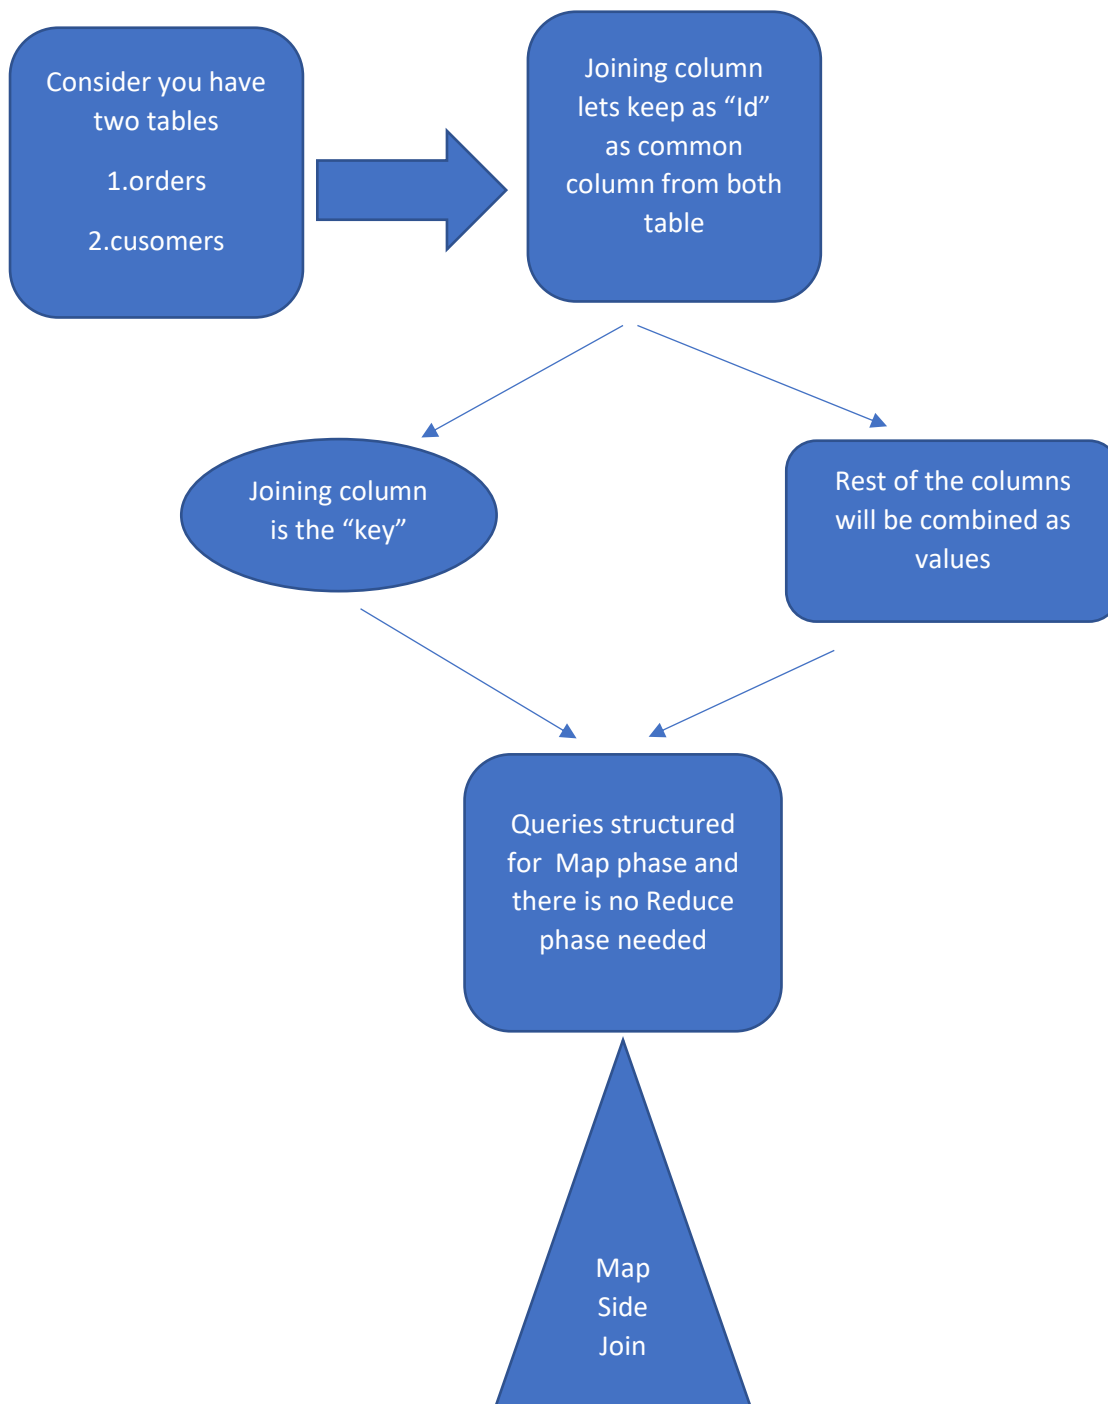 Consider you have
two tables
1.orders
2.cusomers
Joining column
lets keep as “Id”
as common
column from both
table
Joining column
is the “key”
Rest of the columns
will be combined as
values
Queries structured
for  Map phase and
there is no Reduce
phase needed
Map
Side
Join